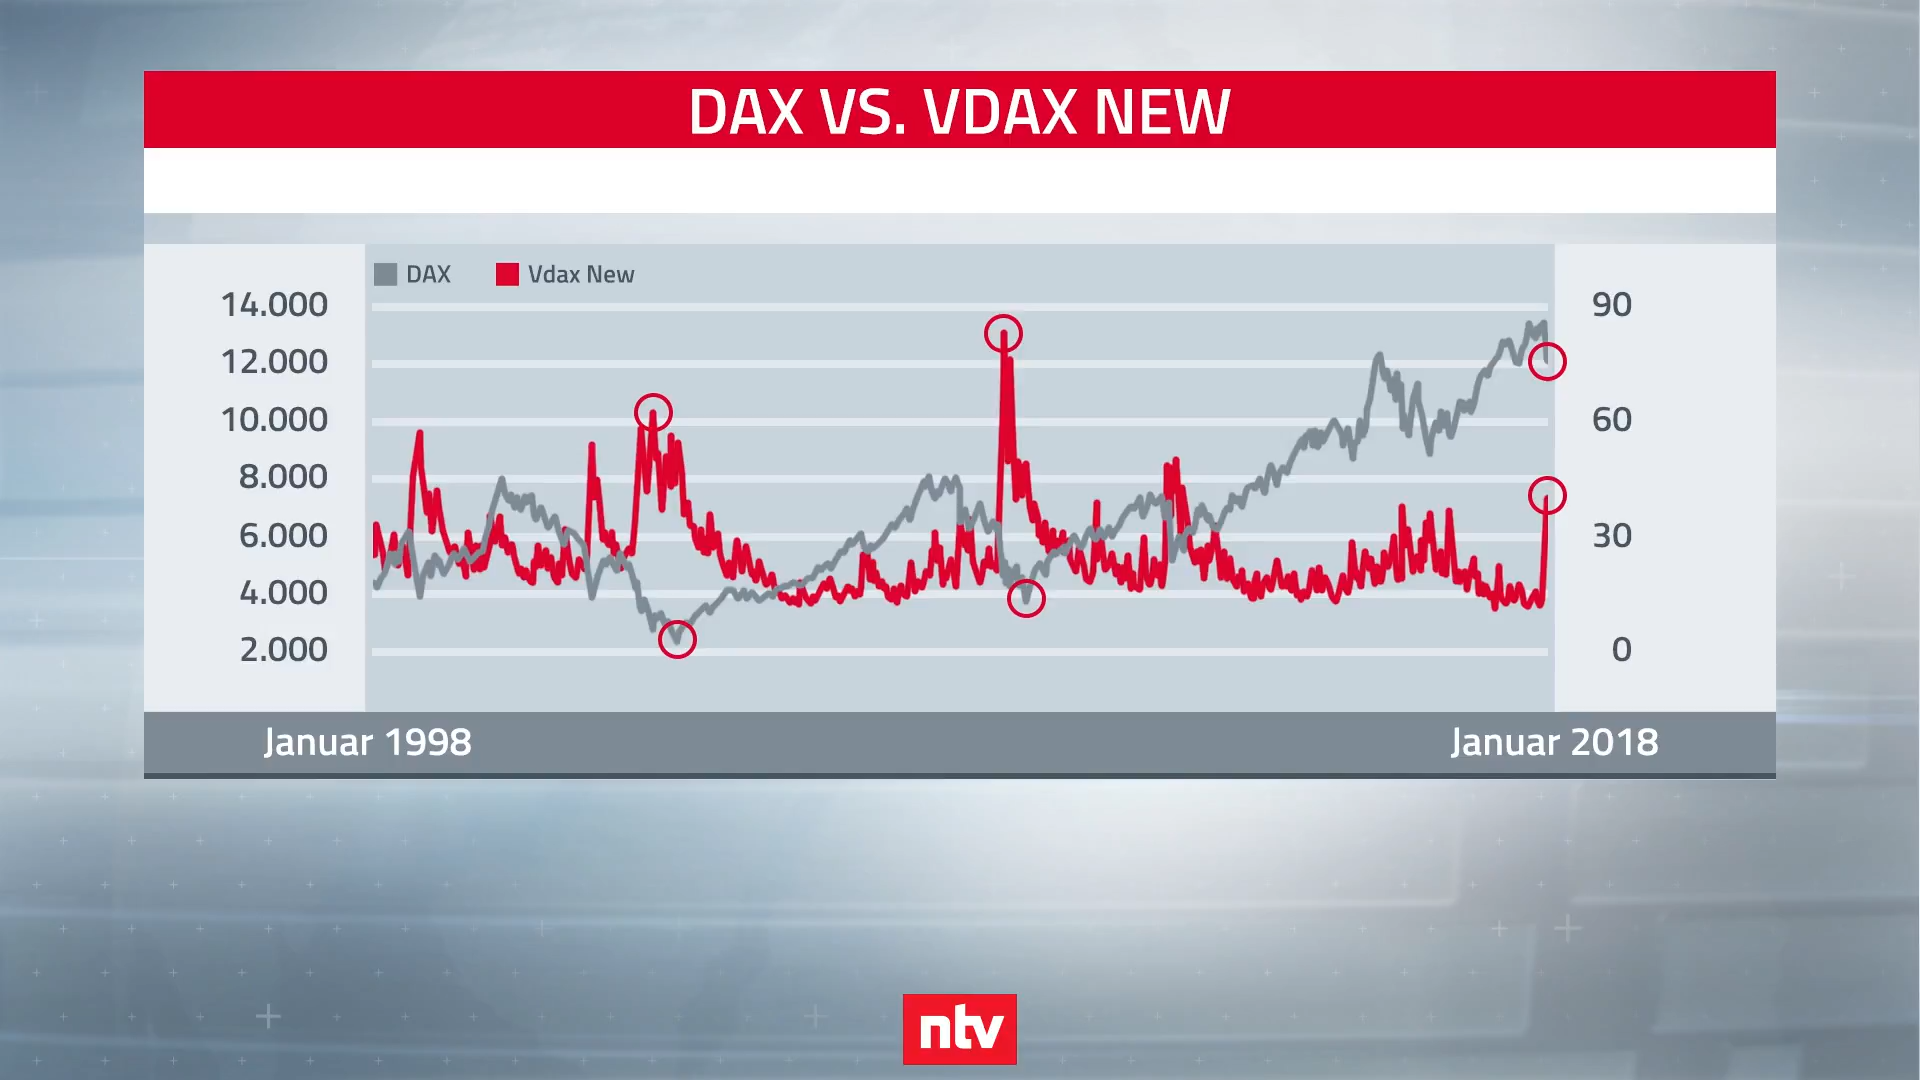 DAX VS. VDAX NEW
DAX
Vdax New
14.000
12.000
10.000
8.000
6.000
4.000
2.000
90
60
30
0
Januar 1998
Januar 2018
ntv